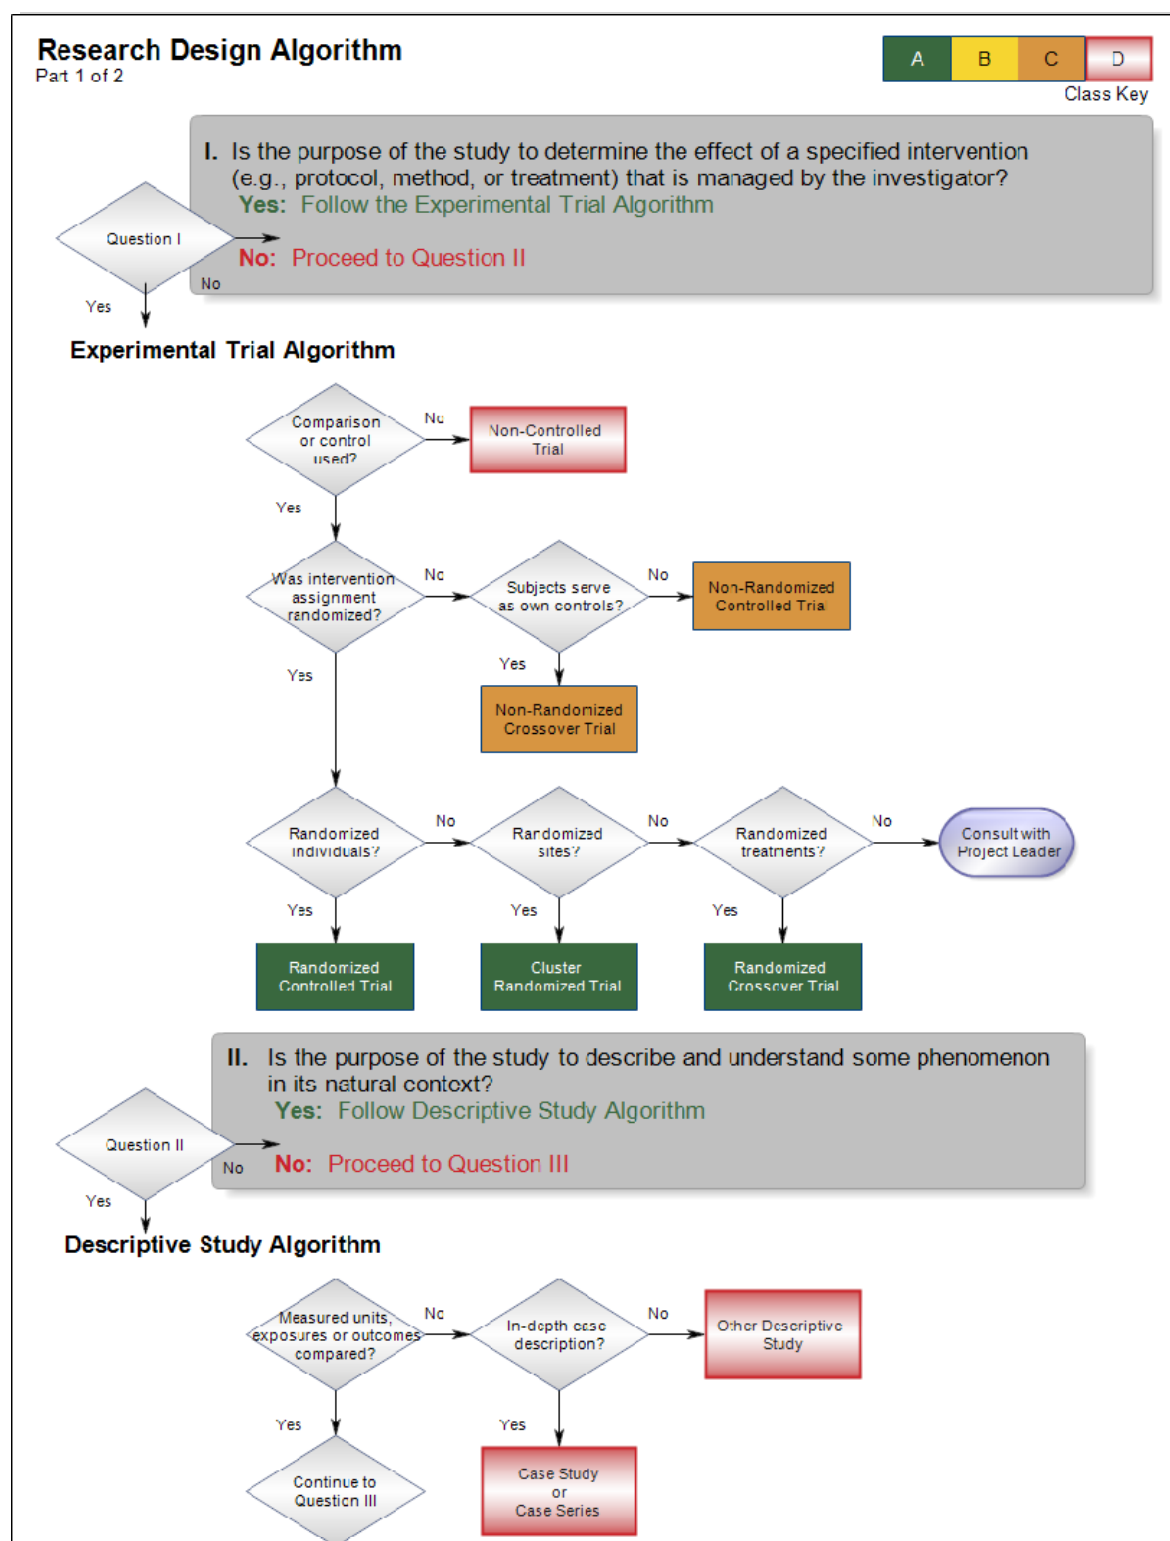 Research Design Algorithm
Part 1 of 2
A B C D
Class Key
I. Is the purpose of the study to determine the effect of a specified intervention
(e.g., protocol, method, or treatment) that is managed by the investigator?
Yes: Follow the Experimental Trial Algorithm
Question I
No: Proceed to Question II
No
Yes
Experimental Trial Algorithm
Comparison
or control
used?
No
Non-Controlled
Trial
Yes
Was intervention
assignment
randomized?
No
Subjects serve
as own controls?
No
Non-Randomized
Controlled Trial
Yes
Yes
Non-Randomized
Crossover Trial
Randomized
individuals?
No
Randomized
sites?
No
Randomized
treatments?
No
Consult with
Project Leader
Yes
Yes
Yes
Randomized
Controlled Trial
Cluster
Randomized Trial
Randomized
Crossover Trial
II. Is the purpose of the study to describe and understand some phenomenon
in its natural context?
Yes: Follow Descriptive Study Algorithm
Question II
No: Proceed to Question III
No
Yes
Descriptive Study Algorithm
Measured units,
exposures or outcomes
compared?
No
In-depth case
description?
No
Other Descriptive
Study
Yes
Yes
Continue to
Question III
Case Study
or
Case Series